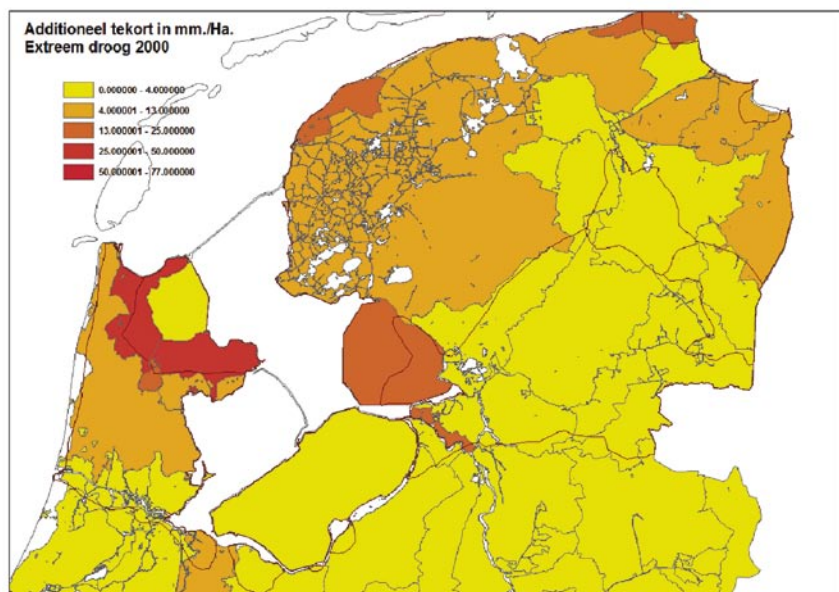 Additioneel tekort in mm./Ha.
Extreem droog 2000
0.000000 - 4.000000
4.000001 - 13.000000
13.000001 - 25.000000
25.000001 - 50.000000
50.000001 - 77.000000